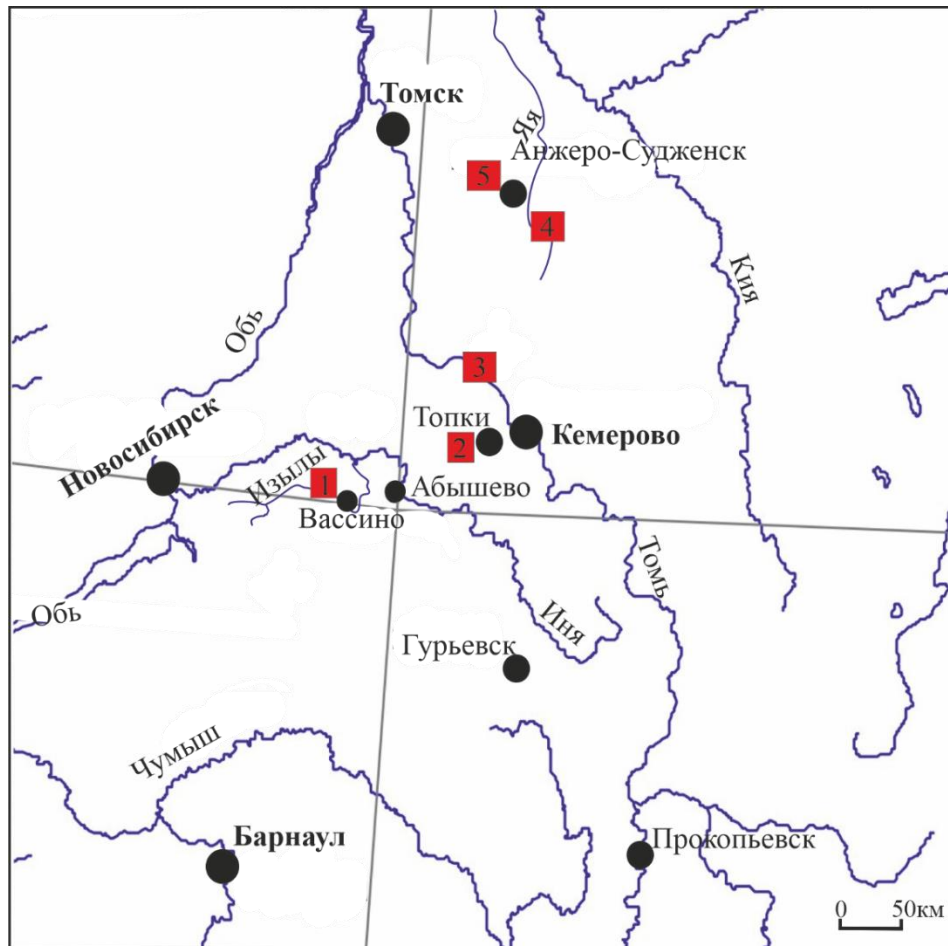 Томск
Яя
Анжеро-Судженск
5
4
Кия
Обь
3
Топки
Кемерово
2
Новосибирск
Изылы
1
Абышево
Вассино
Томь
Обь
Иня
Гурьевск
Чумыш
Барнаул
Прокопьевск
0 50км